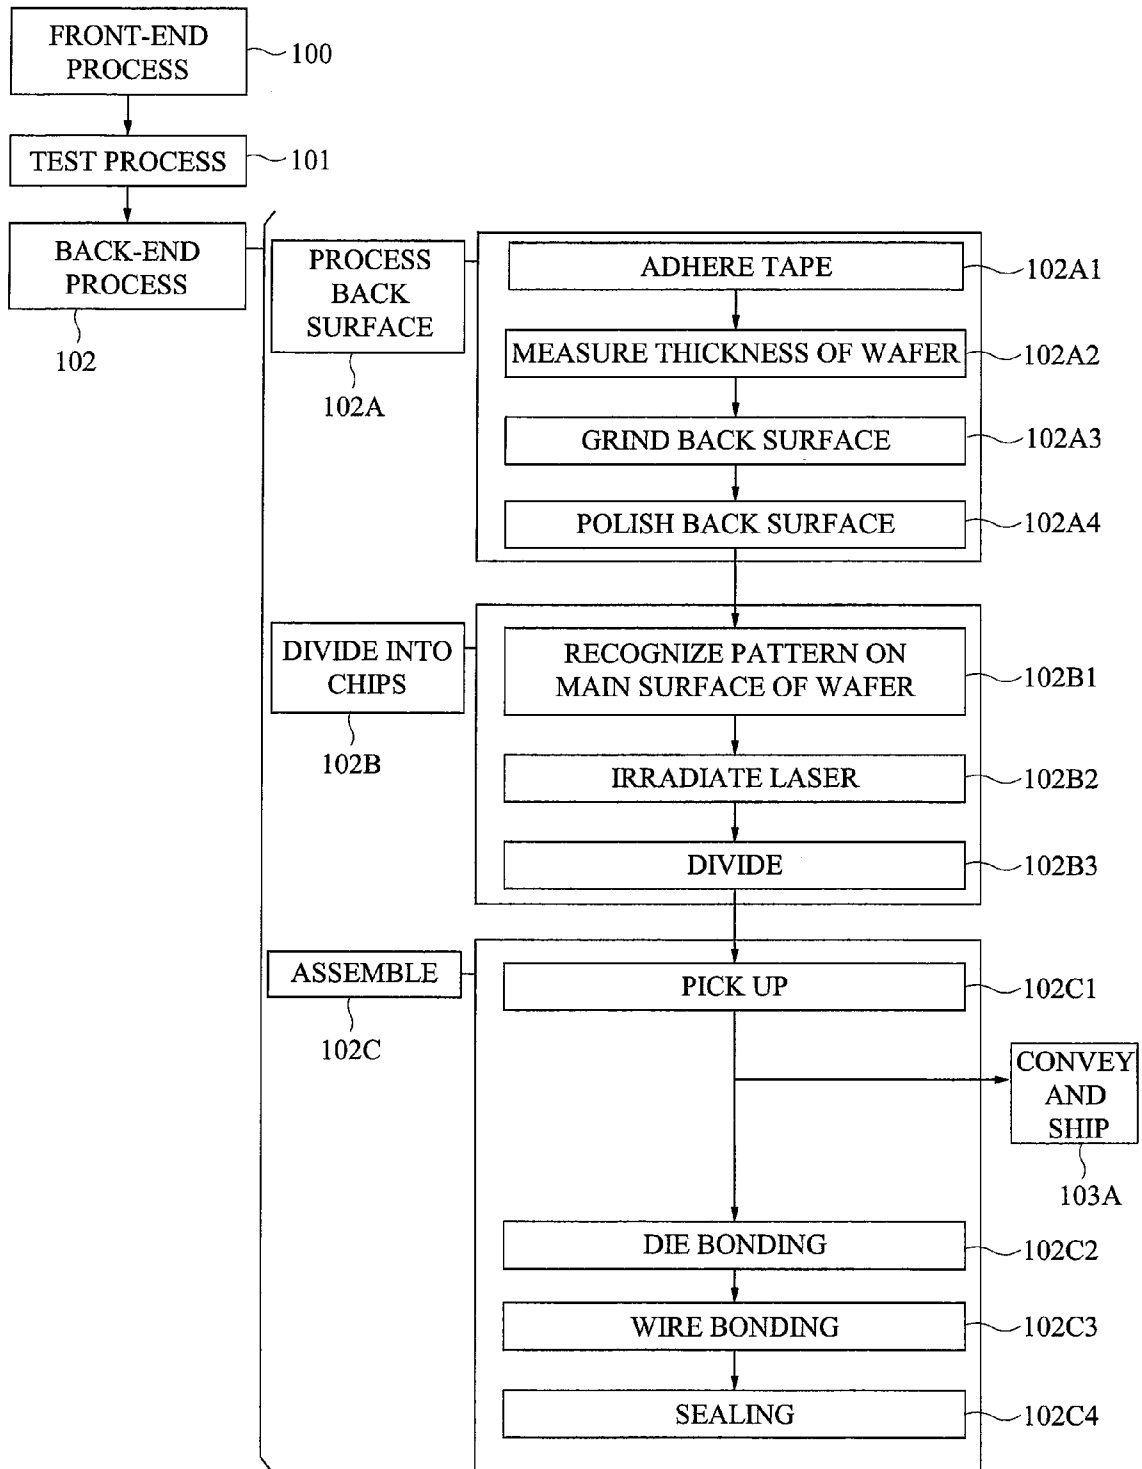 FRONT-END
PROCESS
100
TEST PROCESS
101
BACK-END
PROCESS
102
PROCESS
BACK
SURFACE
102A
ADHERE TAPE
102A1
MEASURE THICKNESS OF WAFER
102A2
GRIND BACK SURFACE
102A3
POLISH BACK SURFACE
102A4
DIVIDE INTO
CHIPS
102B
RECOGNIZE PATTERN ON
MAIN SURFACE OF WAFER
102B1
IRRADIATE LASER
102B2
DIVIDE
102B3
ASSEMBLE
102C
PICK UP
102C1
CONVEY
AND
SHIP
103A
DIE BONDING
102C2
WIRE BONDING
102C3
SEALING
102C4